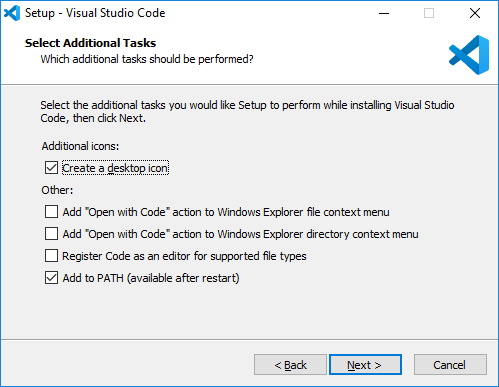 Setup - Visual Studio Code
Select Additional Tasks
Which additional tasks should be performed?
Select the additional tasks you would like Setup to perform while installing Visual Studio
Code, then click Next.
Additional icons:
Create a desktop icon
Other:
Add "Open with Code" action to Windows Explorer file context menu
Add "Open with Code" action to Windows Explorer directory context menu
Register Code as an editor for supported file types
Add to PATH (available after restart)
< Back
Next >
Cancel